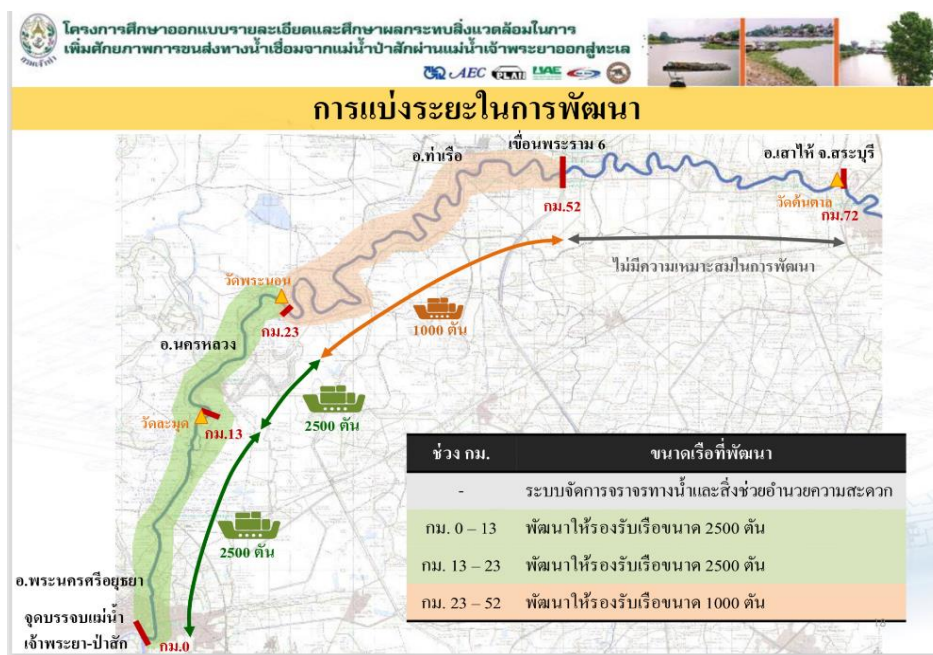 โครงการศึกษาออกแบบรายละเอียดและศึกษาผลกระทบสิ่งแวดล้อมในการ
เพิ่มศักยภาพการขนส่งทางน้ำเชื่อมจากแม่น้ำป่าสักผ่านแม่น้ำเจ้าพระยาออกสู่ทะเล
กรมเจ้าท่า
AEC
PLAN
UAE
การแบ่งระยะในการพัฒนา
เขื่อนพระราม 6
อ.ท่าเรือ
อ.เสาไห้ จ.สระบุรี
วัดต้นตาล
กม.52
กม.72
ไม่มีความเหมาะสมในการพัฒนา
วัดพระนอน
กม.23
1000 ตัน
อ.นครหลวง
2500 ตัน
วัดละมุด
กม.13
2500 ตัน
อ.พระนครศรีอยุธยา
จุดบรรจบแม่น้ำ
เจ้าพระยา-ป่าสัก
กม.0
ช่วง กม. ขนาดเรือที่พัฒนา
- ระบบจัดการจราจรทางน้ำและสิ่งช่วยอำนวยความสะดวก
กม. 0 – 13 พัฒนาให้รองรับเรือขนาด 2500 ตัน
กม. 13 – 23 พัฒนาให้รองรับเรือขนาด 2500 ตัน
กม. 23 – 52 พัฒนาให้รองรับเรือขนาด 1000 ตัน